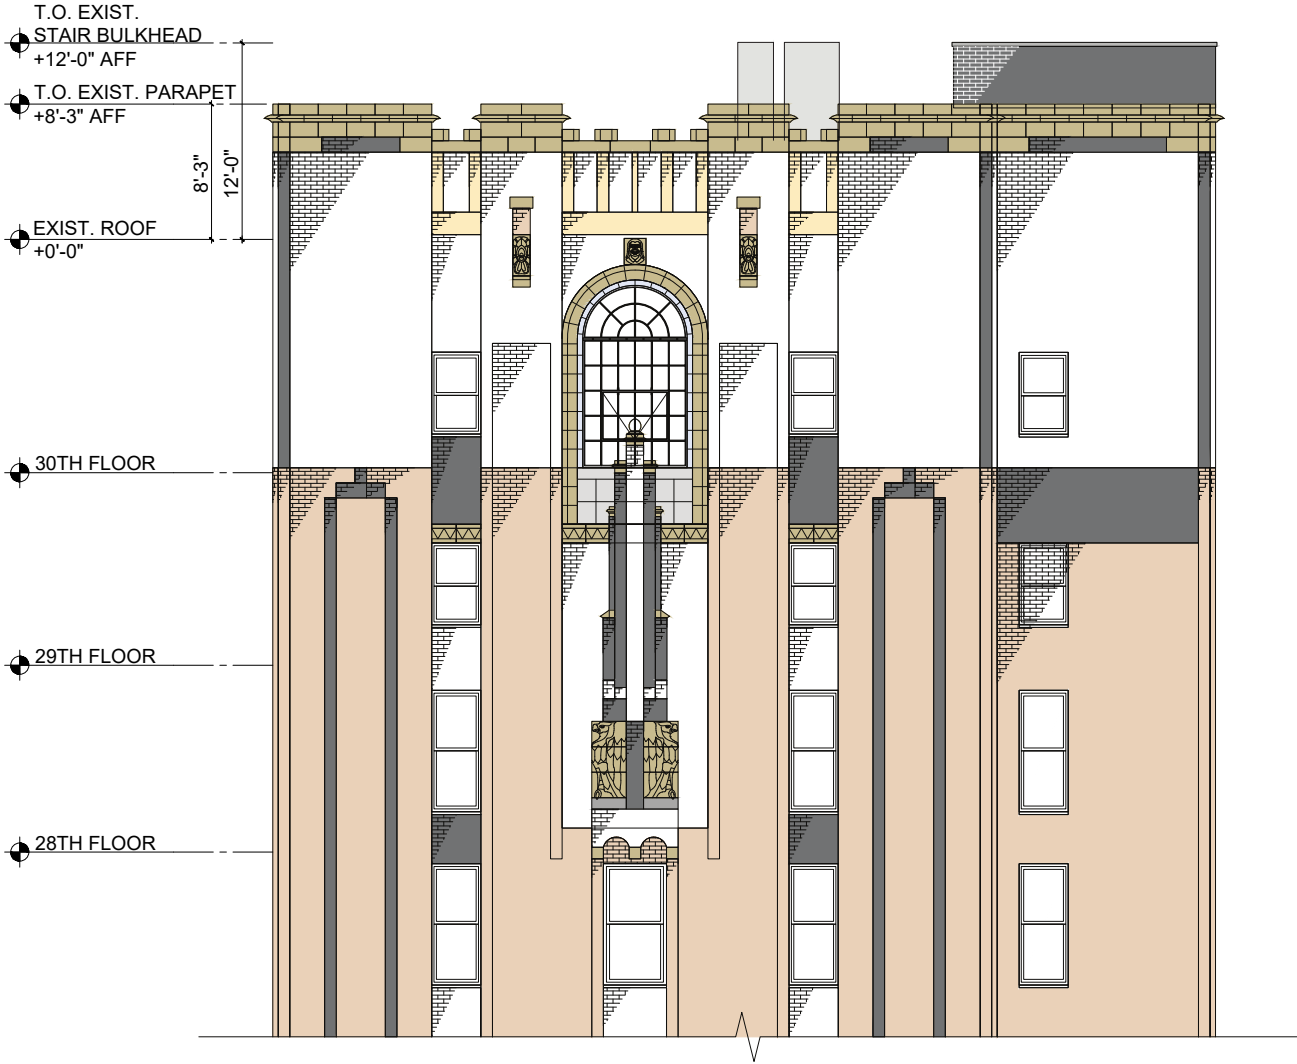 T.O. EXIST.
STAIR BULKHEAD
+12'-0" AFF
T.O. EXIST. PARAPET
+8'-3" AFF
8'-3"
12'-0"
EXIST. ROOF
+0'-0"
30TH FLOOR
29TH FLOOR
28TH FLOOR